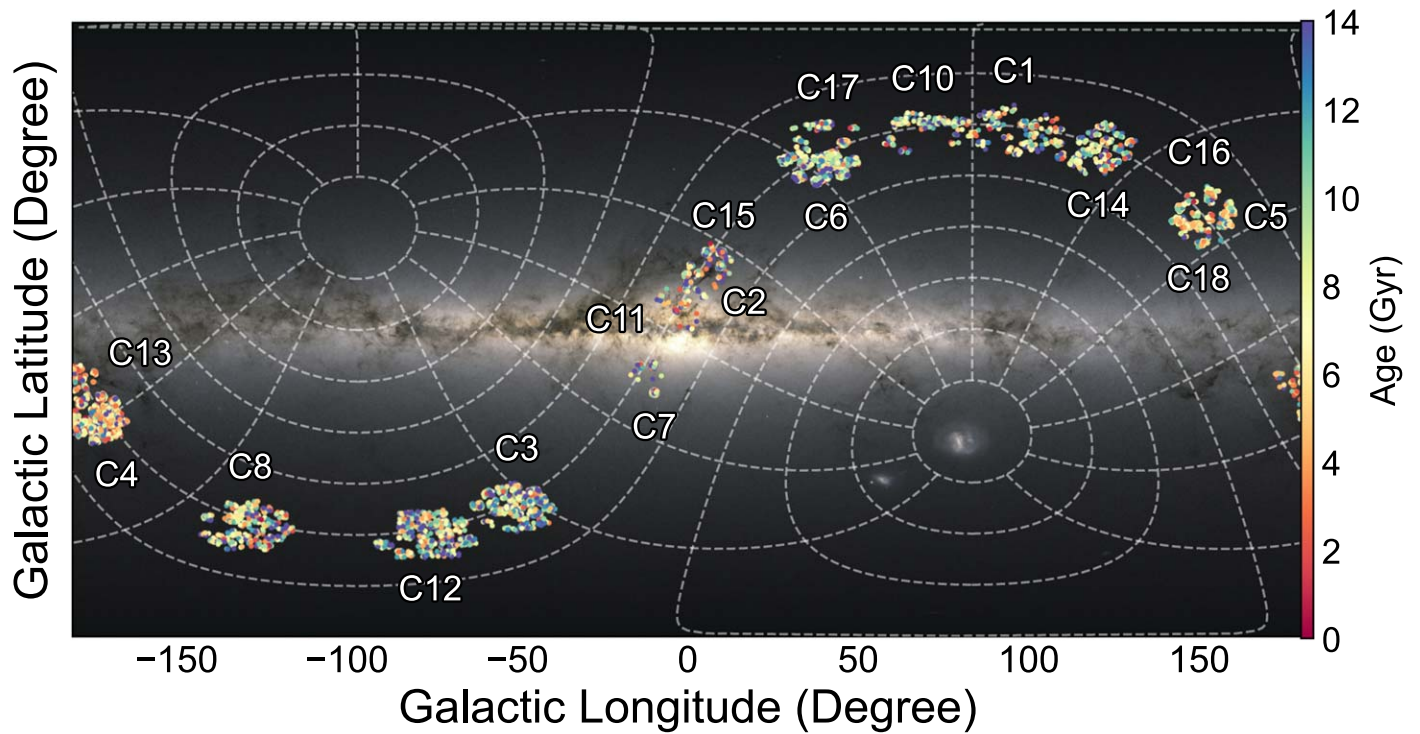 14
C1
C10
C17
12
C16
10
C14
C15
C6
C5
C18
8
C2
C11
C13
6
C7
C3
C8
C4
4
C12
2
0
Age (Gyr)
Galactic Latitude (Degree)
−150 −100 −50 0 50 100 150
Galactic Longitude (Degree)